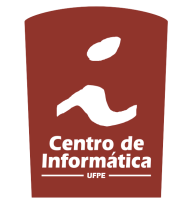 Centro de
Informática
UFPE